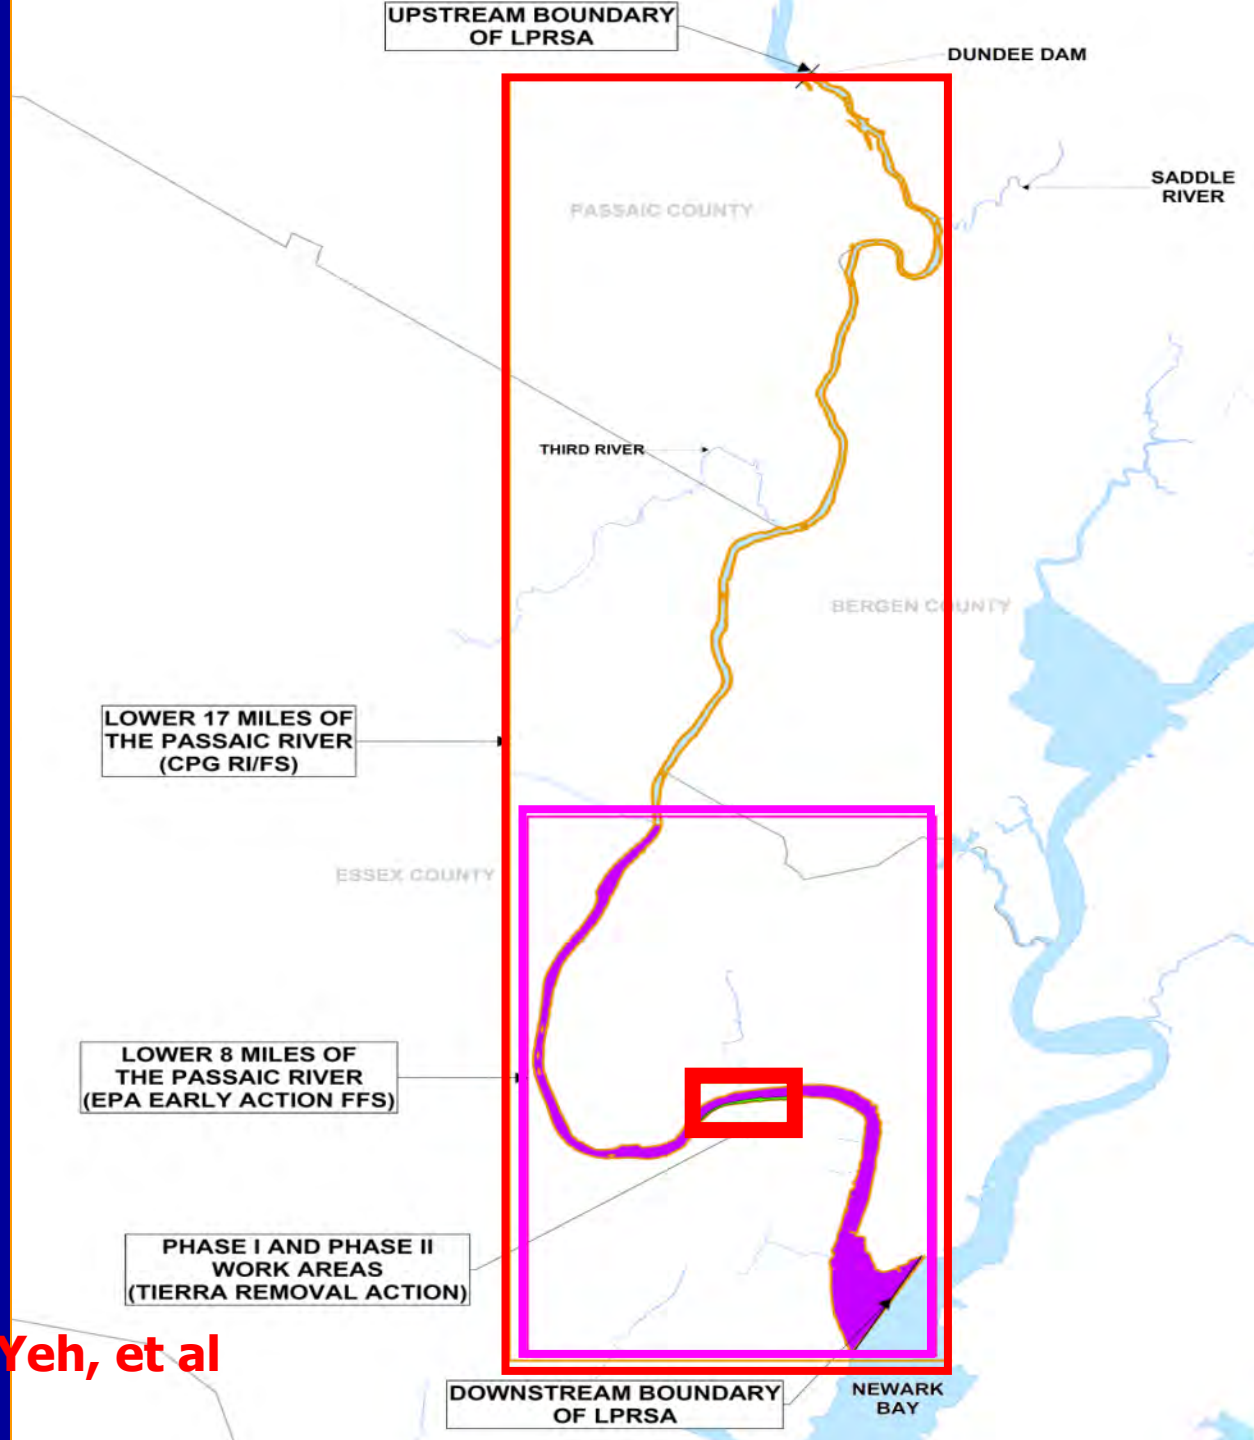 UPSTREAM BOUNDARY
OF LPRSA
DUNDEE DAM
SADDLE
RIVER
PASSAIC COUNTY
THIRD RIVER
BERGEN COUNTY
LOWER 17 MILES OF
THE PASSAIC RIVER
(CPG RI/FS)
ESSEX COUNTY
LOWER 8 MILES OF
THE PASSAIC RIVER
(EPA EARLY ACTION FFS)
PHASE I AND PHASE II
WORK AREAS
(TIERRA REMOVAL ACTION)
Yeh, et al
DOWNSTREAM BOUNDARY
OF LPRSA
NEWARK
BAY